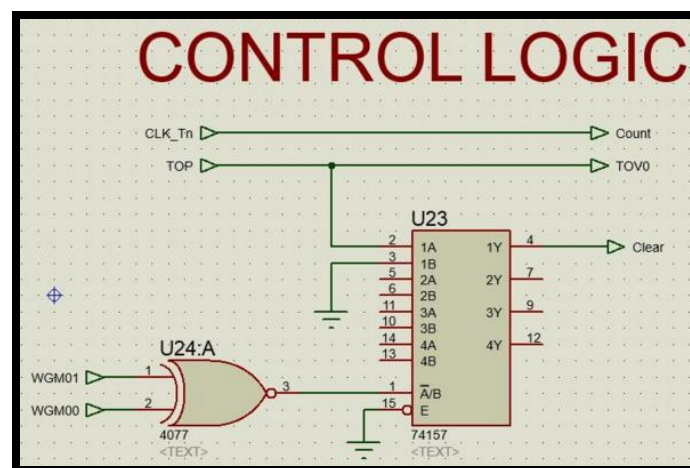 CONTROL LOGIC
CLK_Tn Count
TOP TOV0
U23
2 1A 1Y 4 Clear
3 1B
5 2A 2Y 7
6 2B
11 3A 3Y 9
10 3B
14 4A 4Y 12
13 4B
U24:A
WGM01 1
3 1 A/B
WGM00 2
15 E
4077 74157
<TEXT> <TEXT>